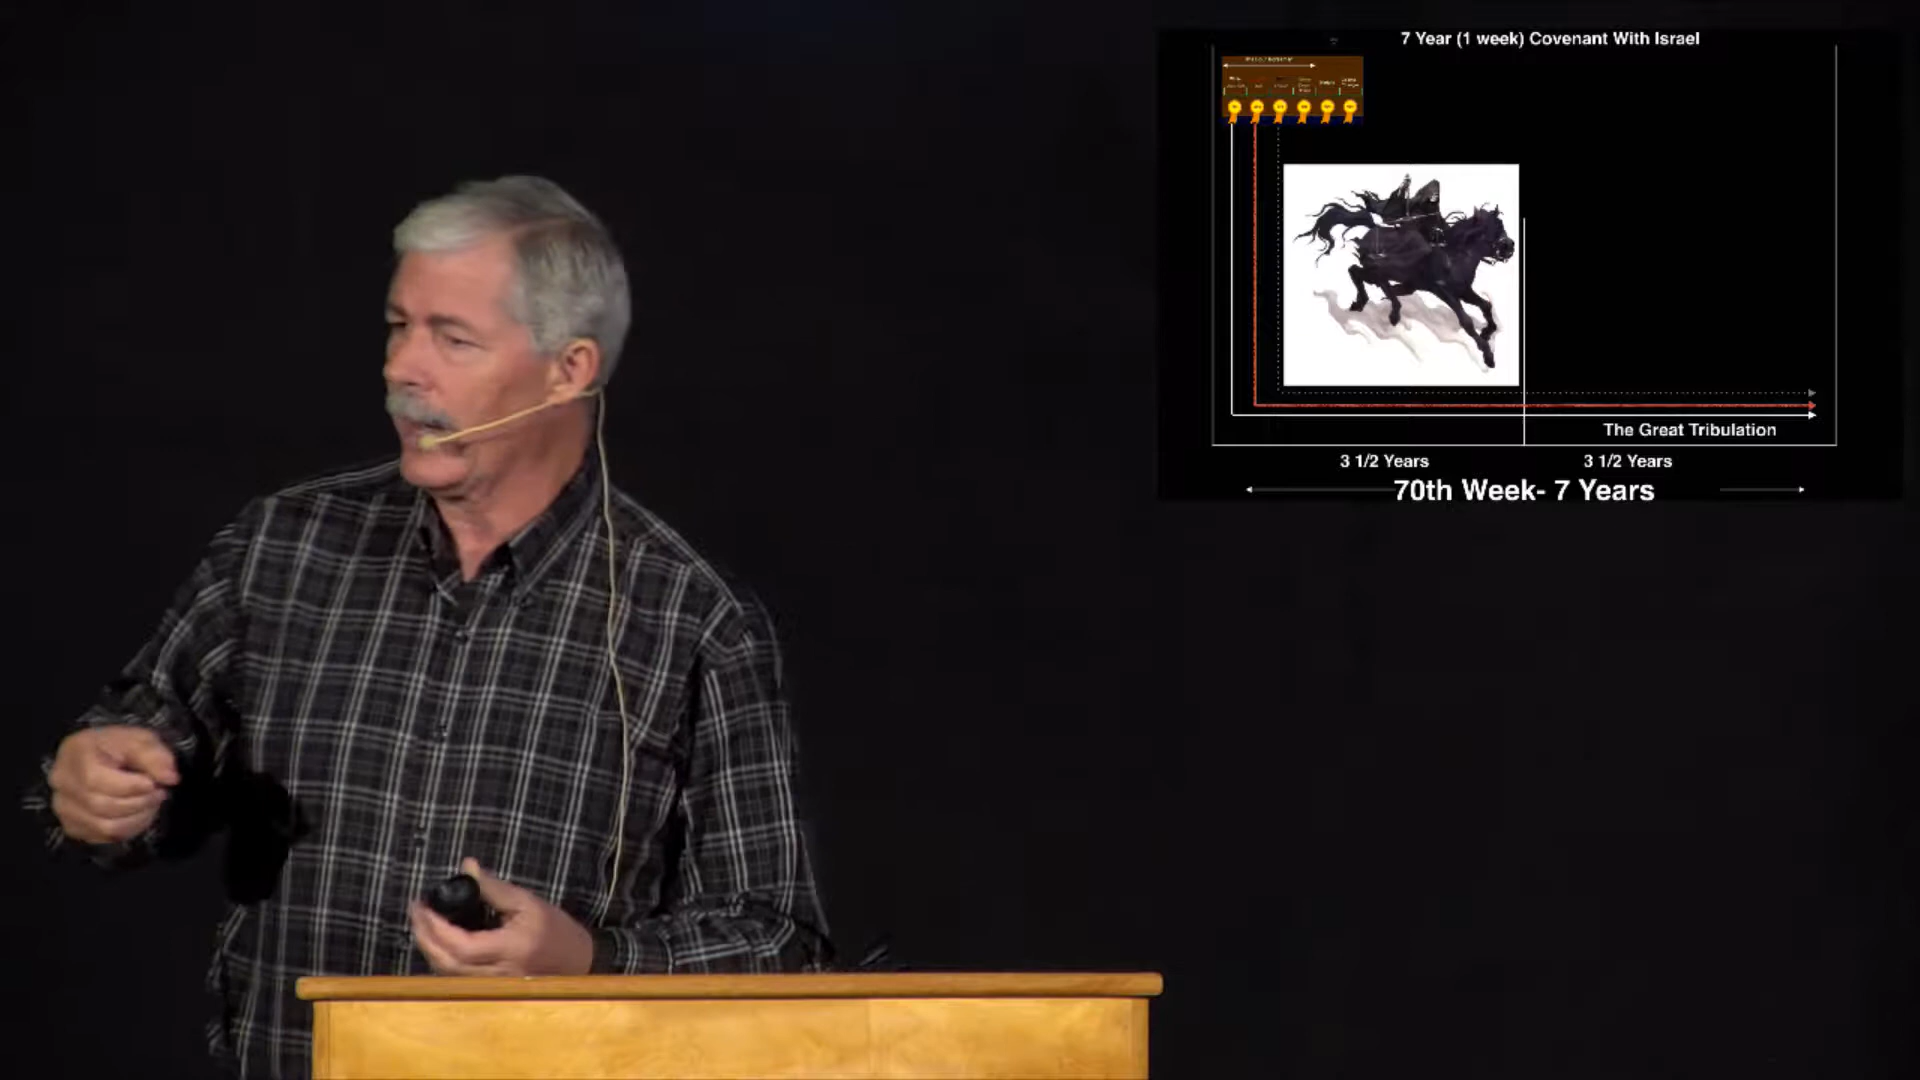 7 Year (1 week) Covenant With Israel
The Great Tribulation
3 1/2 Years 3 1/2 Years
70th Week- 7 Years